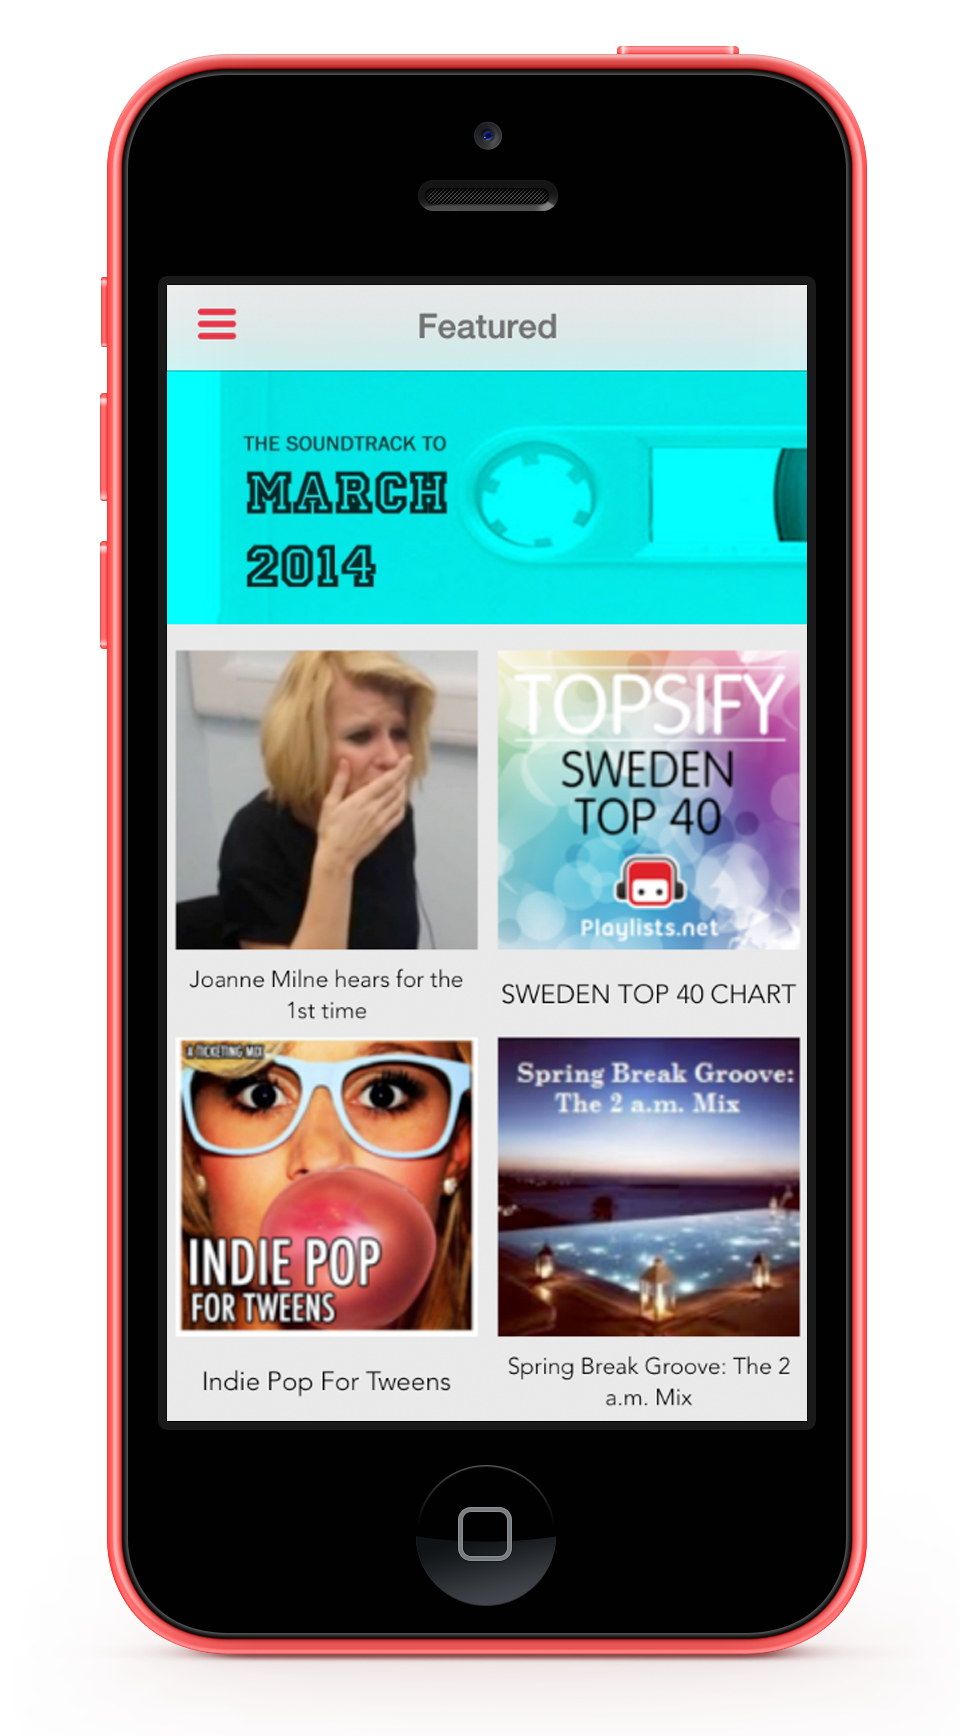 Featured
THE SOUNDTRACK TO
MARCH
2014
TOPSIFY
SWEDEN
TOP 40
Playlists.net
Joanne Milne hears for the
1st time
SWEDEN TOP 40 CHART
A TICKETING MIX
INDIE POP
FOR TWEENS
Spring Break Groove:
The 2 a.m. Mix
Indie Pop For Tweens
Spring Break Groove: The 2
a.m. Mix